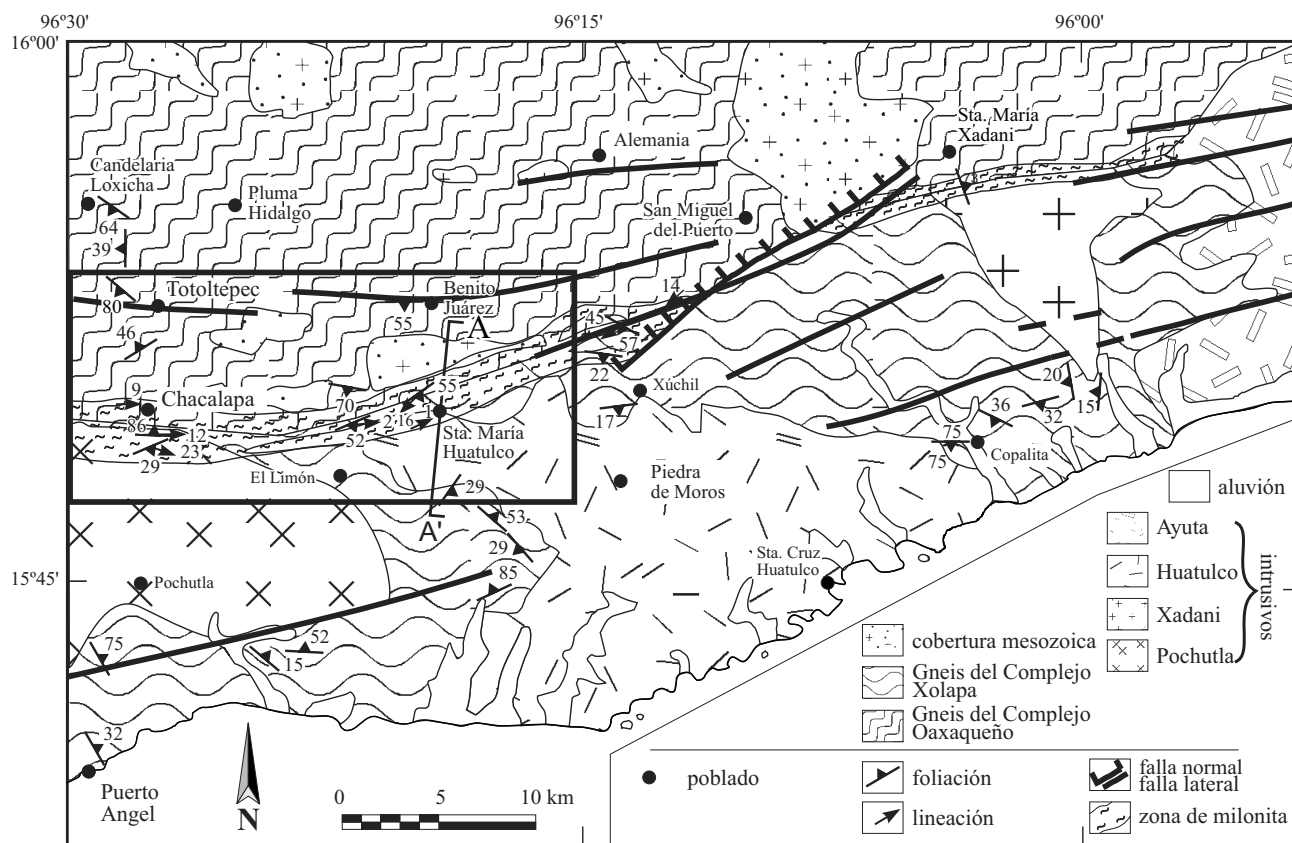 96º30' 96º15' 96º00'
16º00'
Sta. María
Xadani
Alemania
Candelaria
Loxicha
Pluma
Hidalgo
San Miguel
del Puerto
64
39
14
Totoltepec
Benito
Juárez
80
55
45
A
46
57
22
55
Xúchil
20
9
Chacalapa
70
36
15
86
12
2
16
1
17
32
52
Sta. María
Huatulco
75
23
29
Copalita
75
El Limón
Piedra
de Moros
29
aluvión
A'
53
Ayuta
29
Sta. Cruz
Huatulco
Huatulco
15º45'
85
Pochutla
intrusivos
Xadani
52
cobertura mesozoica
75
15
Pochutla
Gneis del Complejo
Xolapa
Gneis del Complejo
Oaxaqueño
32
poblado
foliación
falla normal
falla lateral
Puerto
Angel
0 5 10 km
N
lineación
zona de milonita